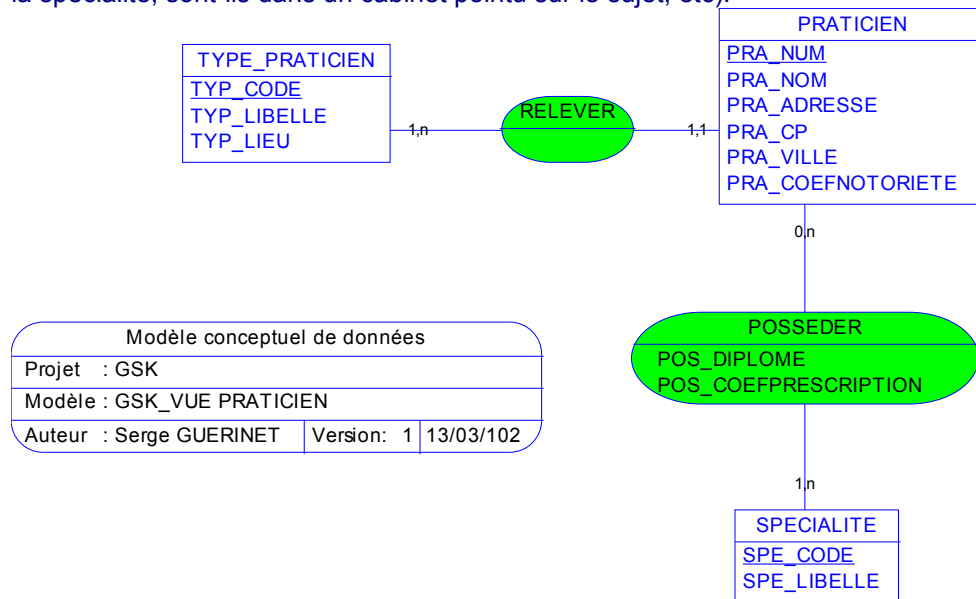 la spécialité, sont-ils dans un cabinet pointu sur le sujet, etc).
PRATICIEN
PRA_NUM
PRA_NOM
PRA_ADRESSE
PRA_CP
PRA_VILLE
PRA_COEFNOTORIETE
TYPE_PRATICIEN
TYP_CODE
TYP_LIBELLE
TYP_LIEU
1,n
RELEVER
1,1
0,n
POSSEDER
POS_DIPLOME
POS_COEFPRESCRIPTION
Modèle conceptuel de données
Projet : GSK
Modèle : GSK_VUE PRATICIEN
Auteur : Serge GUERINET Version: 1 13/03/102
1,n
SPECIALITE
SPE_CODE
SPE_LIBELLE